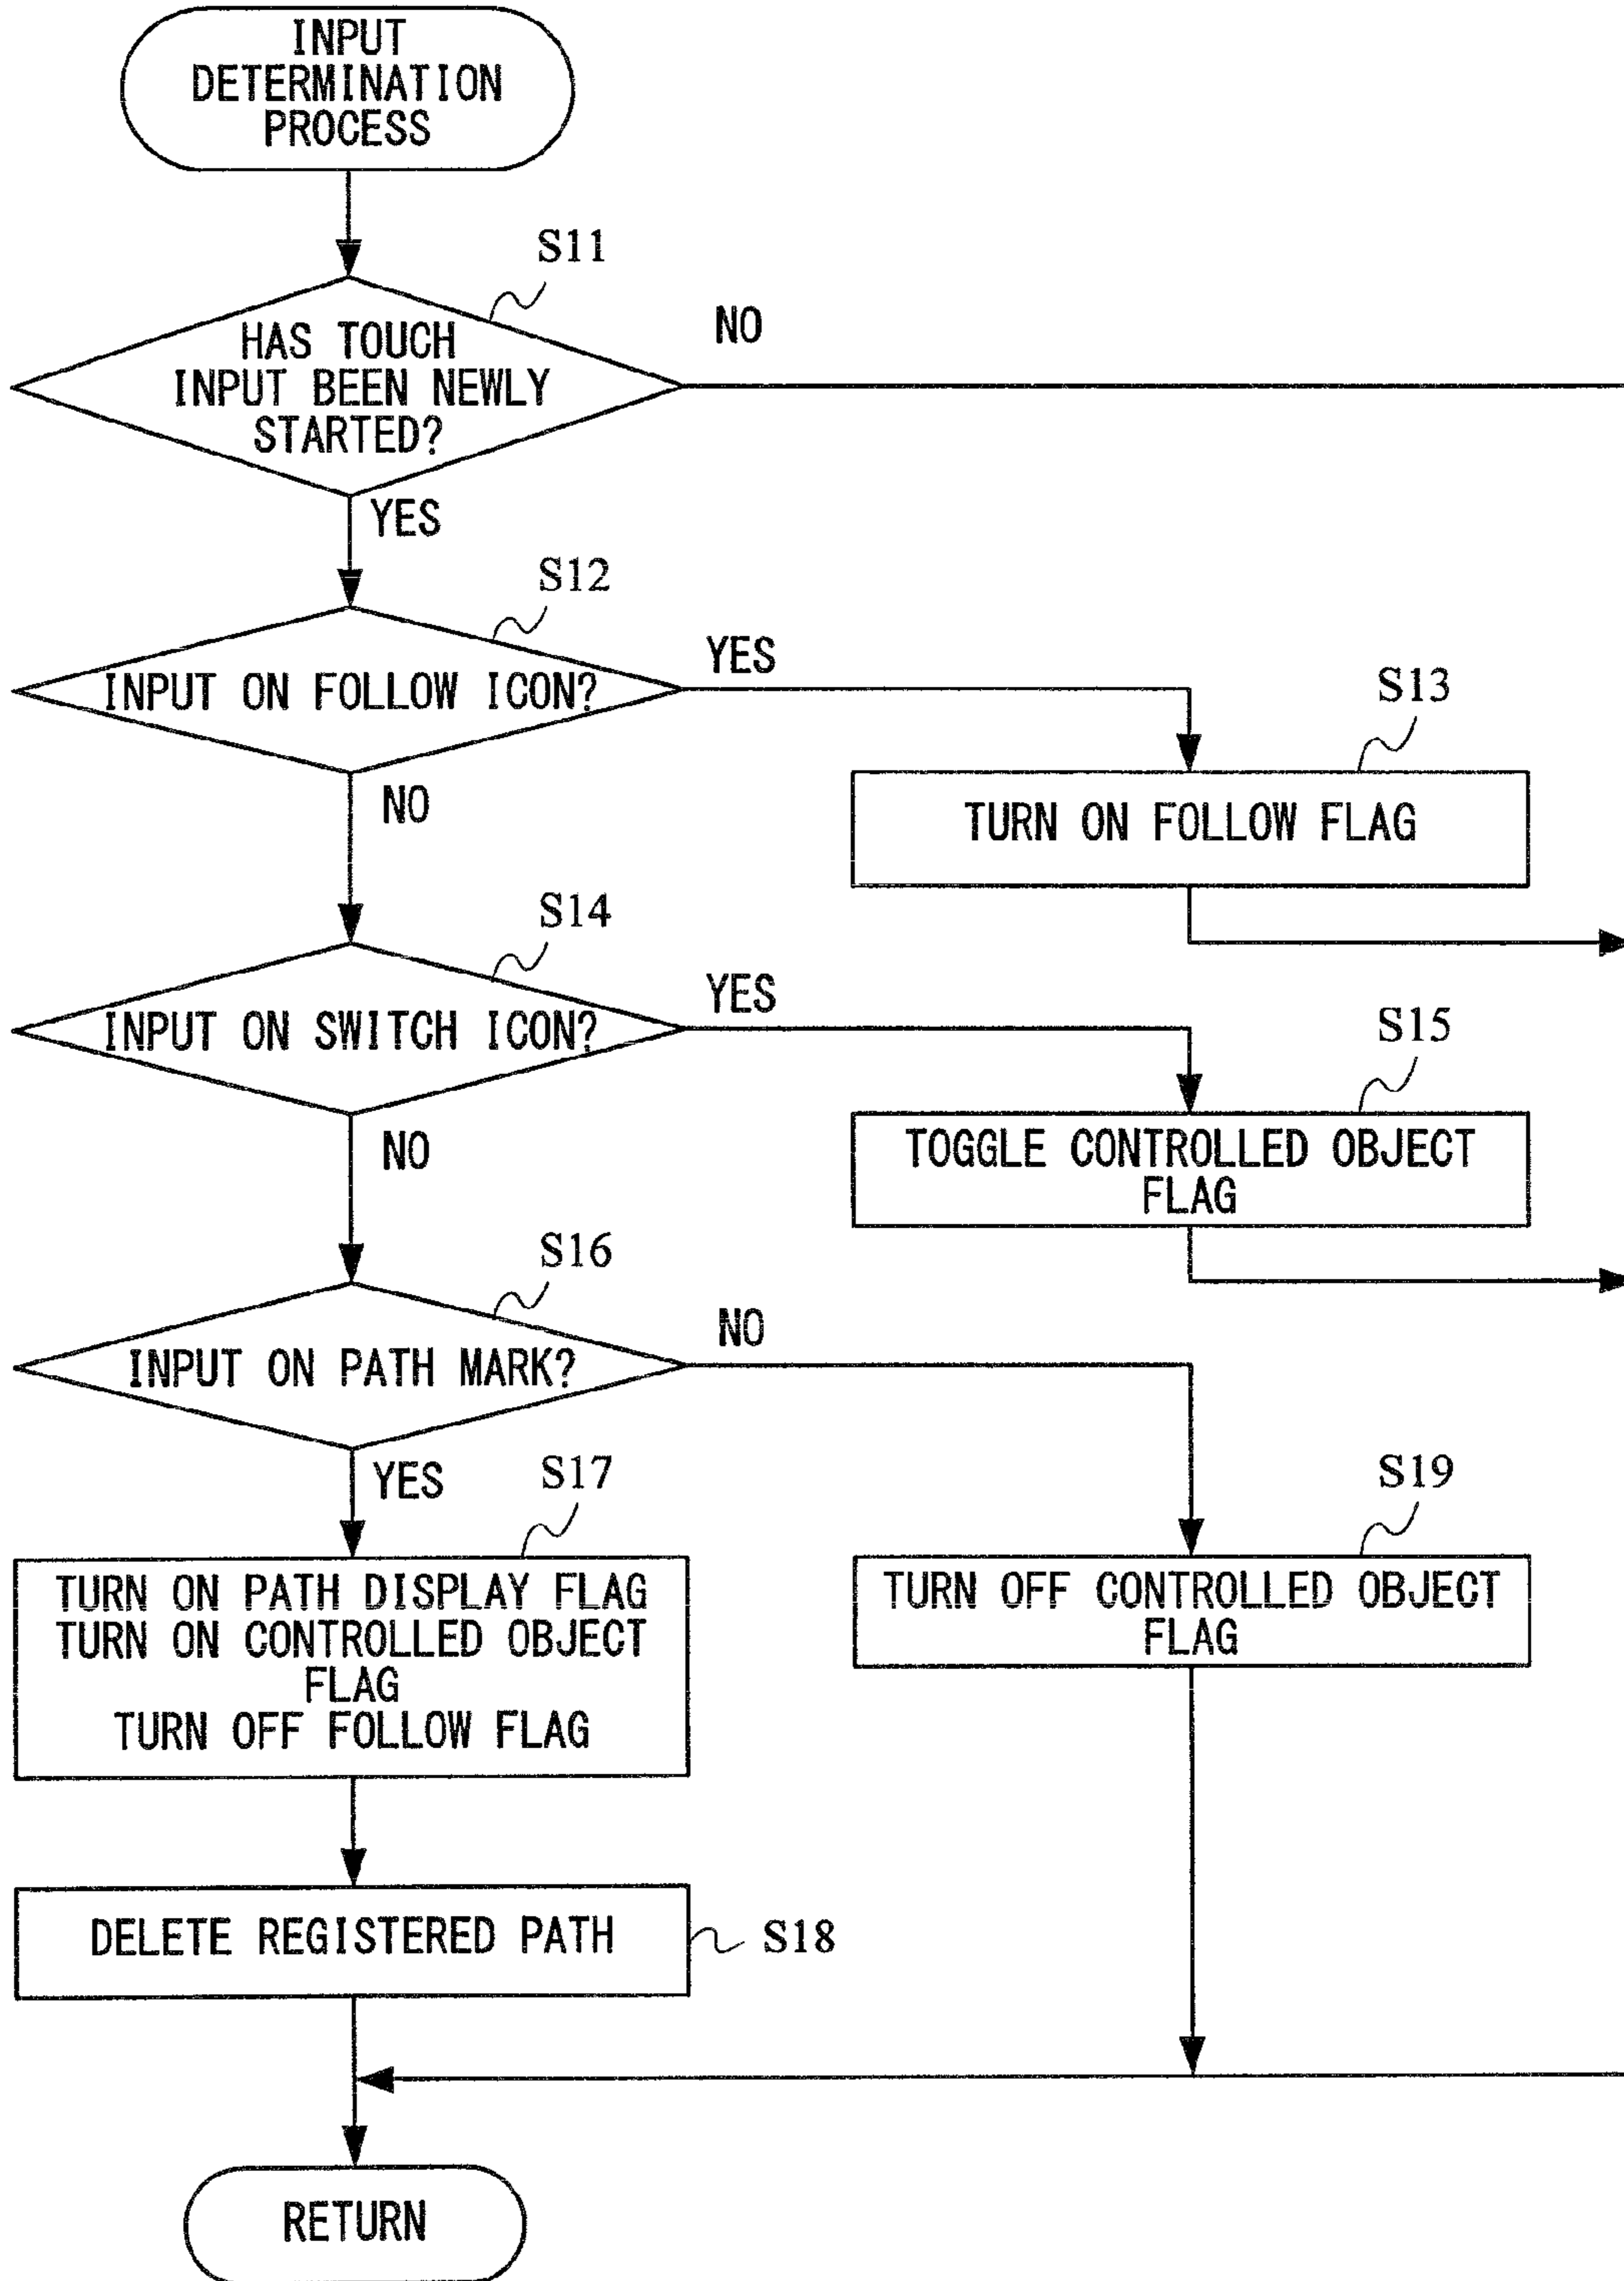 INPUT
DETERMINATION
PROCESS
S11
HAS TOUCH
INPUT BEEN NEWLY
STARTED?
NO
YES
S12
INPUT ON FOLLOW ICON?
YES
S13
TURN ON FOLLOW FLAG
NO
S14
INPUT ON SWITCH ICON?
YES
S15
TOGGLE CONTROLLED OBJECT
FLAG
NO
S16
INPUT ON PATH MARK?
NO
YES
S17
TURN ON PATH DISPLAY FLAG
TURN ON CONTROLLED OBJECT
FLAG
TURN OFF FOLLOW FLAG
S19
TURN OFF CONTROLLED OBJECT
FLAG
DELETE REGISTERED PATH
S18
RETURN